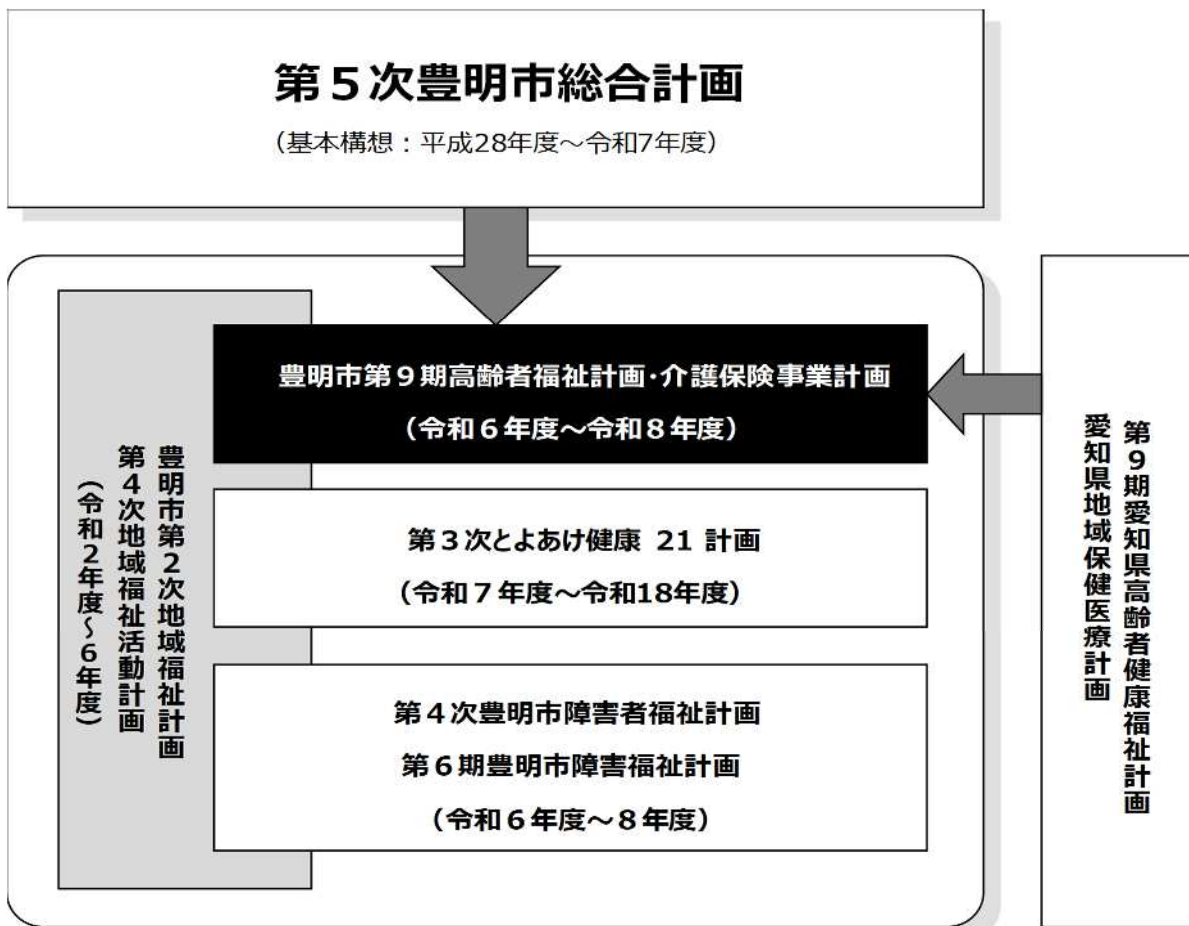 第5次豊明市総合計画
(基本構想：平成28年度～令和7年度)
豊明市第9期高齢者福祉計画・介護保険事業計画
(令和6年度～令和8年度)
第3次とよあけ健康 21 計画
(令和7年度～令和18年度)
第4次豊明市障害者福祉計画
第6期豊明市障害福祉計画
(令和6年度～8年度)
豊明市第2次地域福祉計画
第4次地域福祉活動計画
(令和2年度～6年度)
第9期愛知県高齢者健康福祉計画
愛知県地域保健医療計画